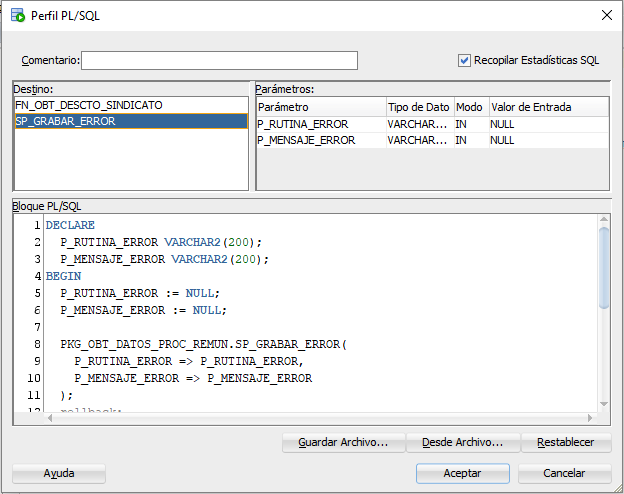 Perfil PL/SQL
Comentario:
Recopilar Estadísticas SQL
Destino:
FN_OBT_DESCTO_SINDICATO
SP_GRABAR_ERROR
Parámetros:
Parámetro Tipo de Dato Modo Valor de Entrada
P_RUTINA_ERROR VARCHAR... IN NULL
P_MENSAJE_ERROR VARCHAR... IN NULL
Bloque PL/SQL
1 DECLARE
2 P_RUTINA_ERROR VARCHAR2(200);
3 P_MENSAJE_ERROR VARCHAR2(200);
4 BEGIN
5 P_RUTINA_ERROR := NULL;
6 P_MENSAJE_ERROR := NULL;
7
8 PKG_OBT_DATOS_PROC_REMUN.SP_GRABAR_ERROR(
9 P_RUTINA_ERROR => P_RUTINA_ERROR,
10 P_MENSAJE_ERROR => P_MENSAJE_ERROR
11 );
12 rollback;
Guardar Archivo... Desde Archivo... Restablecer
Ayuda Aceptar Cancelar